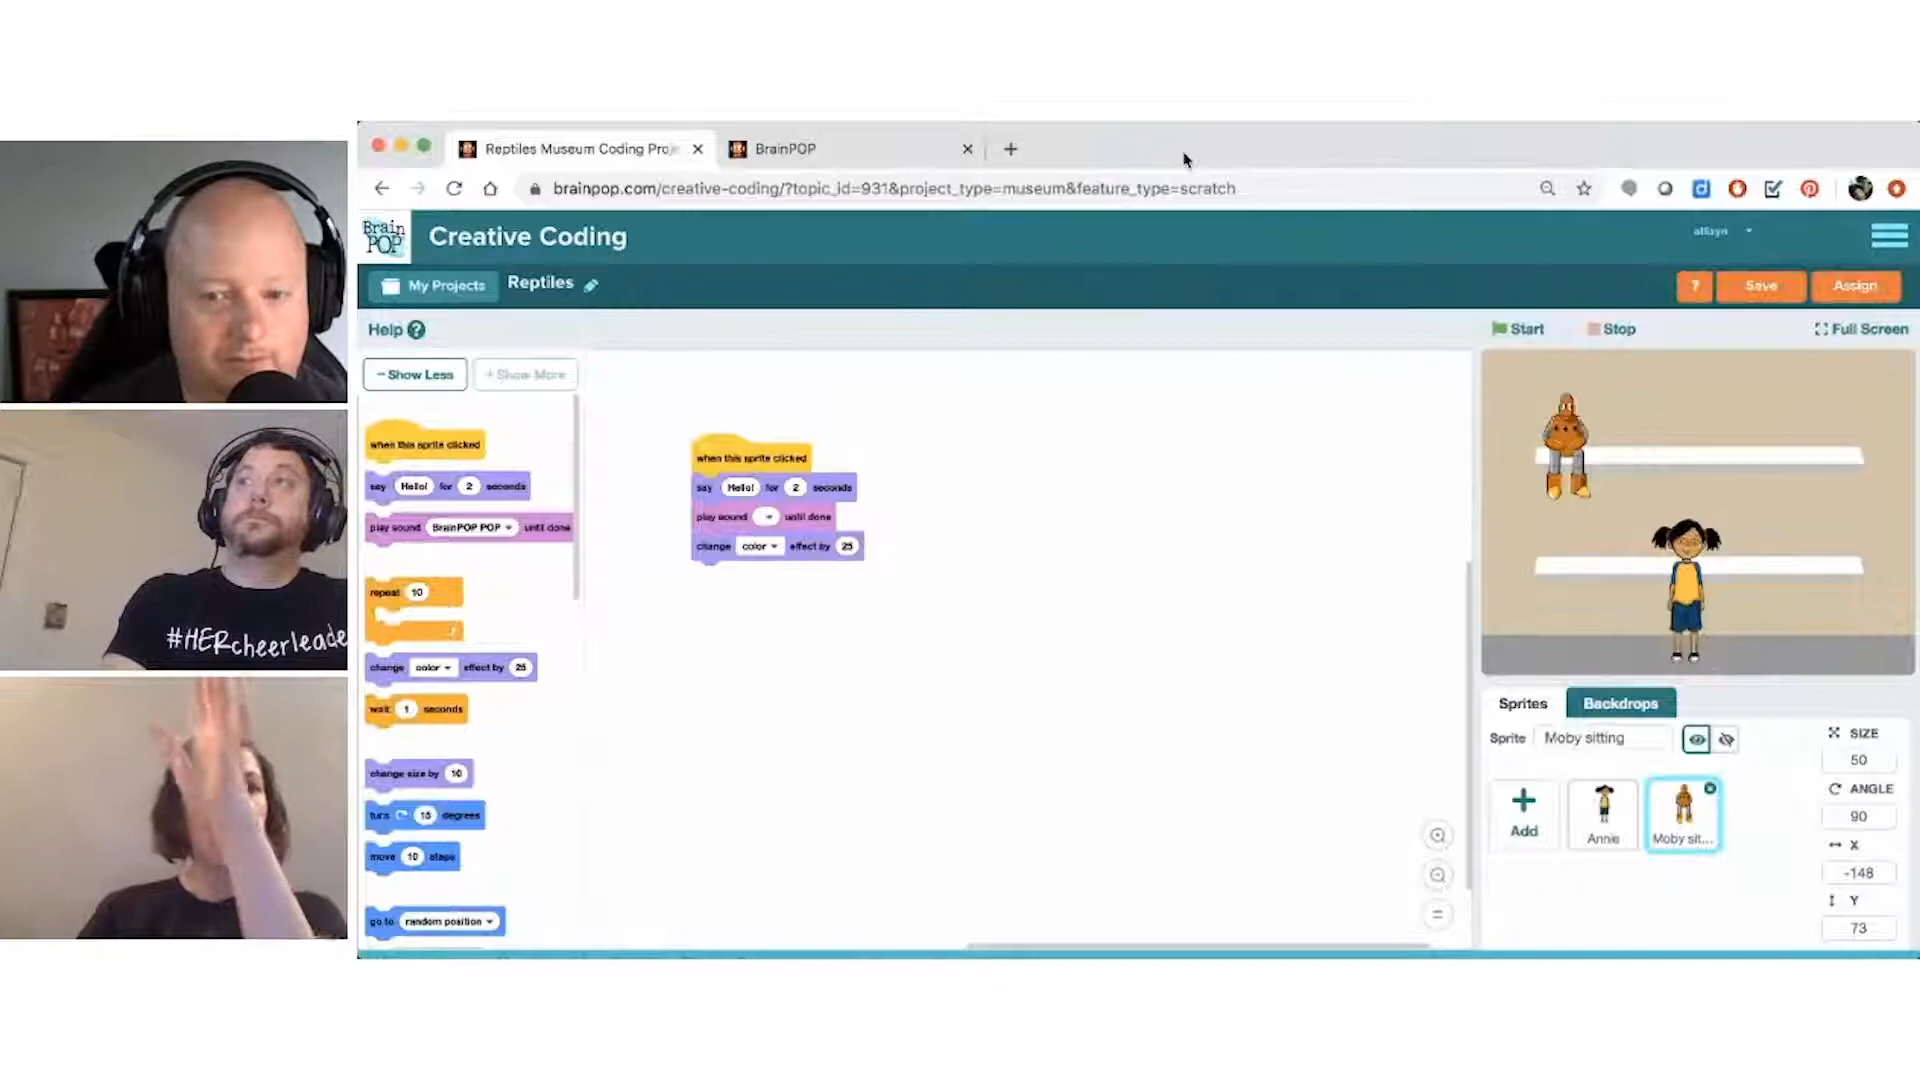 Reptiles Museum Coding Proj
BrainPOP
brainpop.com/creative-coding/?topic_id=931&project_type=museum&feature_type=scratch
Brain
POP
Creative Coding
allisyn
My Projects
Reptiles
?
Save
Assign
Help ?
Start
Stop
Full Screen
− Show Less
+ Show More
when this sprite clicked
say Hello! for 2 seconds
play sound BrainPOP POP until done
repeat 10
change color effect by 25
wait 1 seconds
change size by 10
turn 15 degrees
move 10 steps
go to random position
when this sprite clicked
say Hello! for 2 seconds
play sound until done
change color effect by 25
Sprites
Backdrops
Sprite Moby sitting
SIZE
50
ANGLE
90
X
-148
Y
73
Add
Annie
Moby sit...
#HERcheerleade